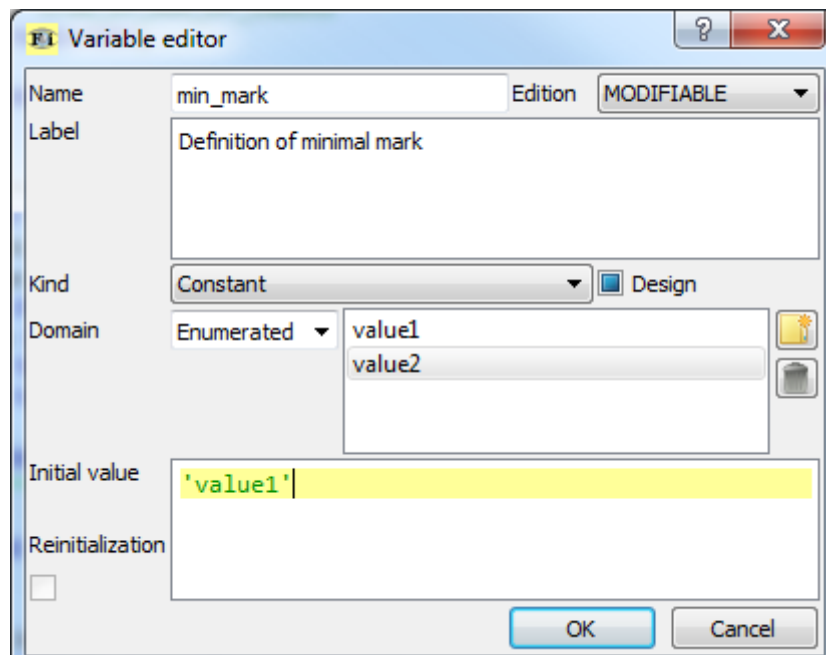 Variable editor
Name min_mark Edition MODIFIABLE
Label Definition of minimal mark
Kind Constant Design
Domain Enumerated value1
value2
Initial value 'value1'
Reinitialization
OK Cancel